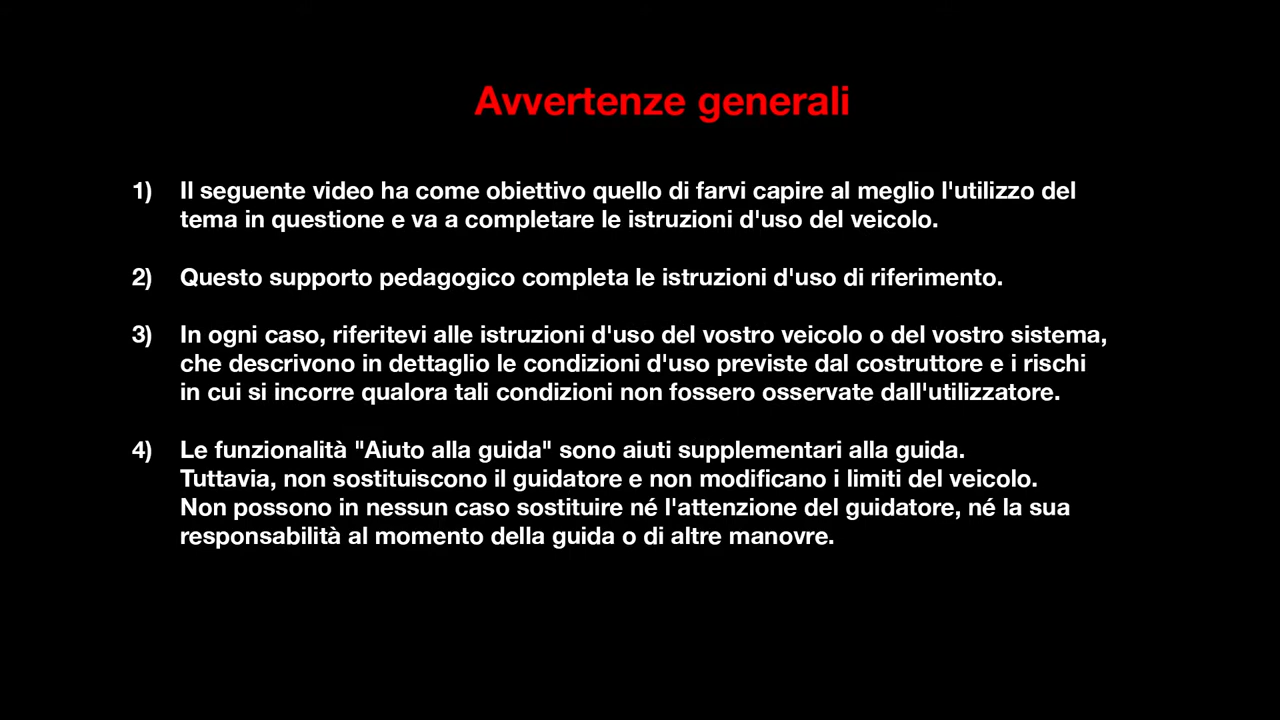 Avvertenze generali
1) Il seguente video ha come obiettivo quello di farvi capire al meglio l'utilizzo del
tema in questione e va a completare le istruzioni d'uso del veicolo.
2) Questo supporto pedagogico completa le istruzioni d'uso di riferimento.
3) In ogni caso, riferitevi alle istruzioni d'uso del vostro veicolo o del vostro sistema,
che descrivono in dettaglio le condizioni d'uso previste dal costruttore e i rischi
in cui si incorre qualora tali condizioni non fossero osservate dall'utilizzatore.
4) Le funzionalità "Aiuto alla guida" sono aiuti supplementari alla guida.
Tuttavia, non sostituiscono il guidatore e non modificano i limiti del veicolo.
Non possono in nessun caso sostituire né l'attenzione del guidatore, né la sua
responsabilità al momento della guida o di altre manovre.